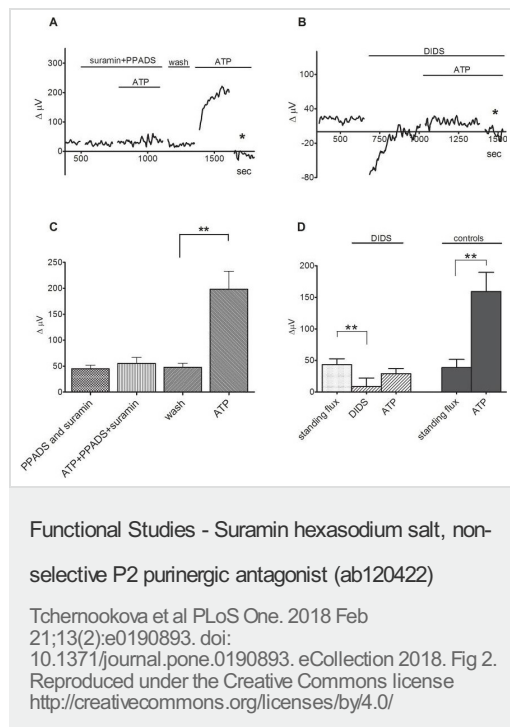 A
suramin+PPADS
wash
ATP
ATP
Δ µV
300
200
100
0
500
1000
1500
*
sec
B
DIDS
ATP
Δ µV
100
40
-20
-80
500
750
1000
1250
1500
*
sec
C
**
Δ µV
250
200
150
100
50
0
PPADS and suramin
ATP+PPADS+suramin
wash
ATP
D
DIDS
controls
**
**
Δ µV
200
150
100
50
0
standing flux
DIDS
ATP
standing flux
ATP
Functional Studies - Suramin hexasodium salt, non-
selective P2 purinergic antagonist (ab120422)
Tchernookova et al PLoS One. 2018 Feb
21;13(2):e0190893. doi:
10.1371/journal.pone.0190893. eCollection 2018. Fig 2.
Reproduced under the Creative Commons license
http://creativecommons.org/licenses/by/4.0/